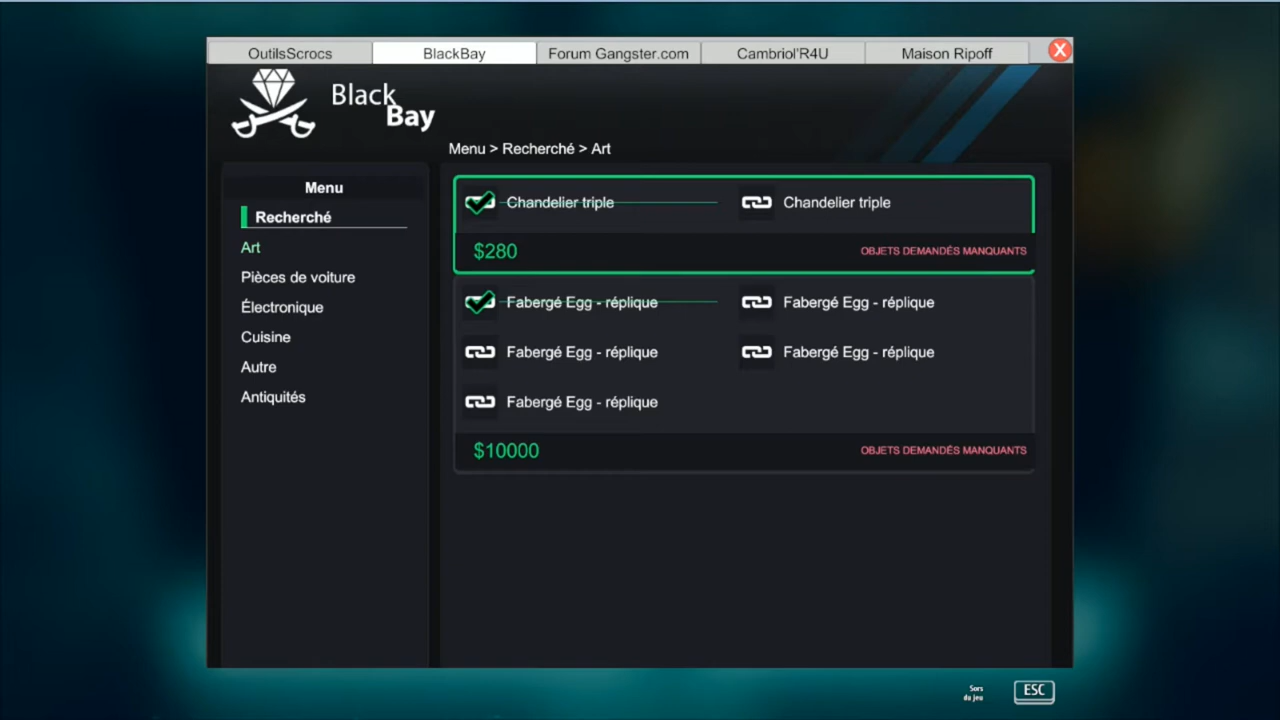 OutilsScrocs BlackBay Forum Gangster.com Cambriol'R4U Maison Ripoff X
Black
Bay
Menu > Recherché > Art
Menu
Recherché
Art
Pièces de voiture
Électronique
Cuisine
Autre
Antiquités
Chandelier triple Chandelier triple
$280 OBJETS DEMANDÉS MANQUANTS
Fabergé Egg - réplique Fabergé Egg - réplique
Fabergé Egg - réplique Fabergé Egg - réplique
Fabergé Egg - réplique
$10000 OBJETS DEMANDÉS MANQUANTS
Sors
du jeu
ESC